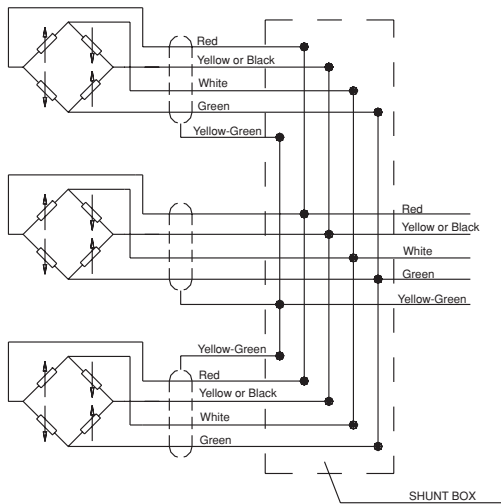 Red
Yellow or Black
White
Green
Yellow-Green
Red
Yellow or Black
White
Green
Yellow-Green
Yellow-Green
Red
Yellow or Black
White
Green
SHUNT BOX